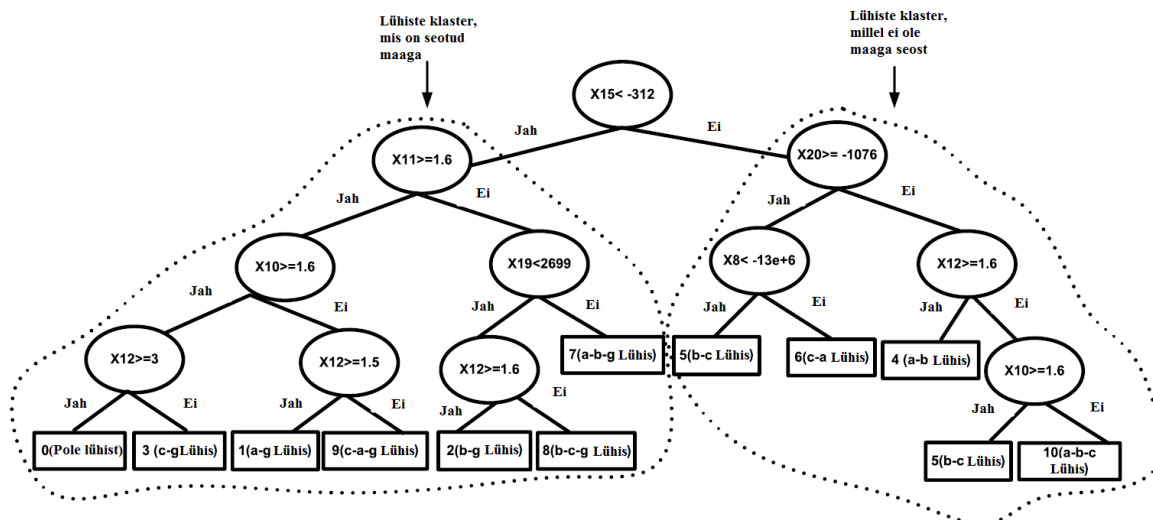 Lühiste klaster,
mis on seotud
maaga
Lühiste klaster,
millel ei ole
maaga seost
X15< -312
Jah
Ei
X11>=1.6
X20>= -1076
Jah
Ei
Jah
Ei
X10>=1.6
X19<2699
X8< -13e+6
X12>=1.6
Jah
Ei
Jah
Ei
Jah
Ei
Jah
Ei
X12>=3
X12>=1.5
X12>=1.6
7(a-b-g Lühis)
5(b-c Lühis)
6(c-a Lühis)
4 (a-b Lühis)
X10>=1.6
Jah
Ei
Jah
Ei
Jah
Ei
Jah
Ei
0(Pole lühist)
3 (c-gLühis)
1(a-g Lühis)
9(c-a-g Lühis)
2(b-g Lühis)
8(b-c-g Lühis)
5(b-c Lühis)
10(a-b-c
Lühis)